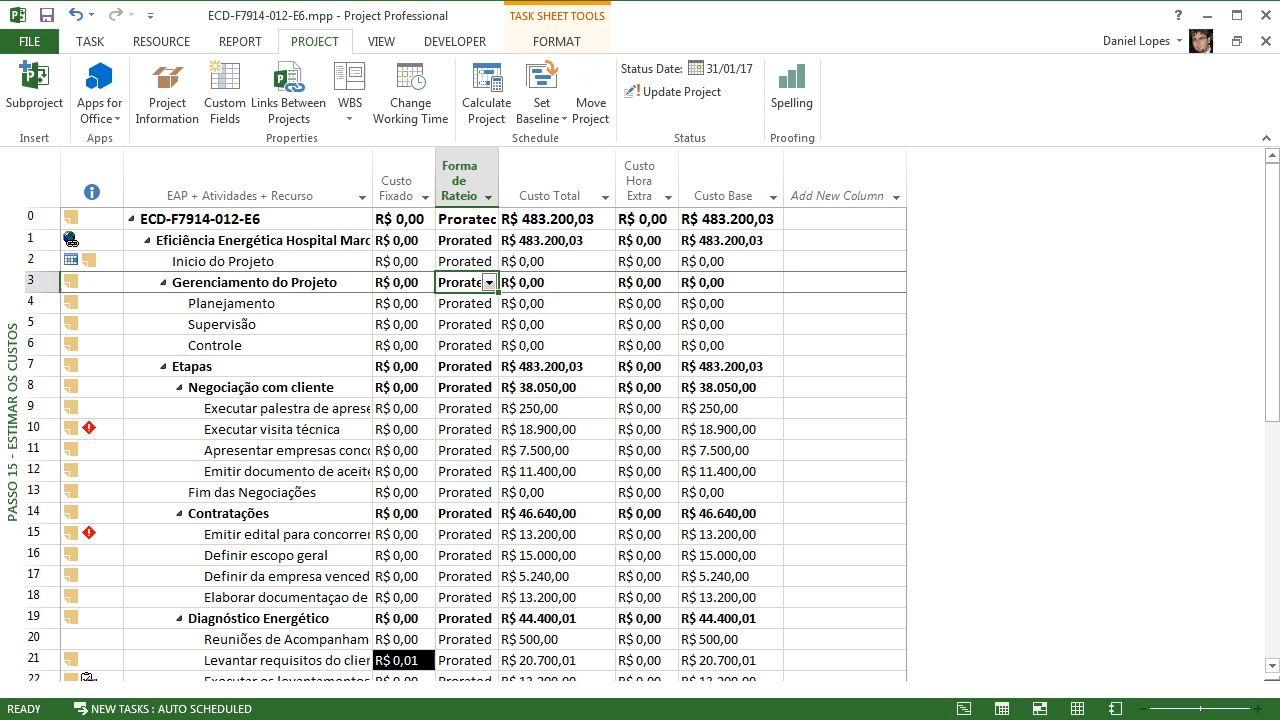 ECD-F7914-012-E6.mpp - Project Professional
TASK SHEET TOOLS
?
FILE TASK RESOURCE REPORT PROJECT VIEW DEVELOPER FORMAT
Daniel Lopes
Status Date: 31/01/17
Update Project
Subproject
Apps for Office
Project Information
Custom Fields
Links Between Projects
WBS
Change Working Time
Calculate Project
Set Baseline
Move Project
Spelling
Insert Apps Properties Schedule Status Proofing
EAP + Atividades + Recurso Custo Fixado Forma de Rateio Custo Total Custo Hora Extra Custo Base Add New Column
0 ECD-F7914-012-E6 R$ 0,00 Proratec R$ 483.200,03 R$ 0,00 R$ 483.200,03
1 Eficiência Energética Hospital Marc R$ 0,00 Prorated R$ 483.200,03 R$ 0,00 R$ 483.200,03
2 Inicio do Projeto R$ 0,00 Prorated R$ 0,00 R$ 0,00 R$ 0,00
3 Gerenciamento do Projeto R$ 0,00 Prorate R$ 0,00 R$ 0,00 R$ 0,00
4 Planejamento R$ 0,00 Prorated R$ 0,00 R$ 0,00 R$ 0,00
5 Supervisão R$ 0,00 Prorated R$ 0,00 R$ 0,00 R$ 0,00
6 Controle R$ 0,00 Prorated R$ 0,00 R$ 0,00 R$ 0,00
7 Etapas R$ 0,00 Prorated R$ 483.200,03 R$ 0,00 R$ 483.200,03
8 Negociação com cliente R$ 0,00 Prorated R$ 38.050,00 R$ 0,00 R$ 38.050,00
9 Executar palestra de aprese R$ 0,00 Prorated R$ 250,00 R$ 0,00 R$ 250,00
10 Executar visita técnica R$ 0,00 Prorated R$ 18.900,00 R$ 0,00 R$ 18.900,00
11 Apresentar empresas conc R$ 0,00 Prorated R$ 7.500,00 R$ 0,00 R$ 7.500,00
12 Emitir documento de aceite R$ 0,00 Prorated R$ 11.400,00 R$ 0,00 R$ 11.400,00
13 Fim das Negociações R$ 0,00 Prorated R$ 0,00 R$ 0,00 R$ 0,00
14 Contratações R$ 0,00 Prorated R$ 46.640,00 R$ 0,00 R$ 46.640,00
15 Emitir edital para concorrer R$ 0,00 Prorated R$ 13.200,00 R$ 0,00 R$ 13.200,00
16 Definir escopo geral R$ 0,00 Prorated R$ 15.000,00 R$ 0,00 R$ 15.000,00
17 Definir da empresa venced R$ 0,00 Prorated R$ 5.240,00 R$ 0,00 R$ 5.240,00
18 Elaborar documentaçao de R$ 0,00 Prorated R$ 13.200,00 R$ 0,00 R$ 13.200,00
19 Diagnóstico Energético R$ 0,00 Prorated R$ 44.400,01 R$ 0,00 R$ 44.400,01
20 Reuniões de Acompanham R$ 0,00 Prorated R$ 500,00 R$ 0,00 R$ 500,00
21 Levantar requisitos do clier R$ 0,01 Prorated R$ 20.700,01 R$ 0,00 R$ 20.700,01
22
PASSO 15 - ESTIMAR OS CUSTOS
READY NEW TASKS : AUTO SCHEDULED